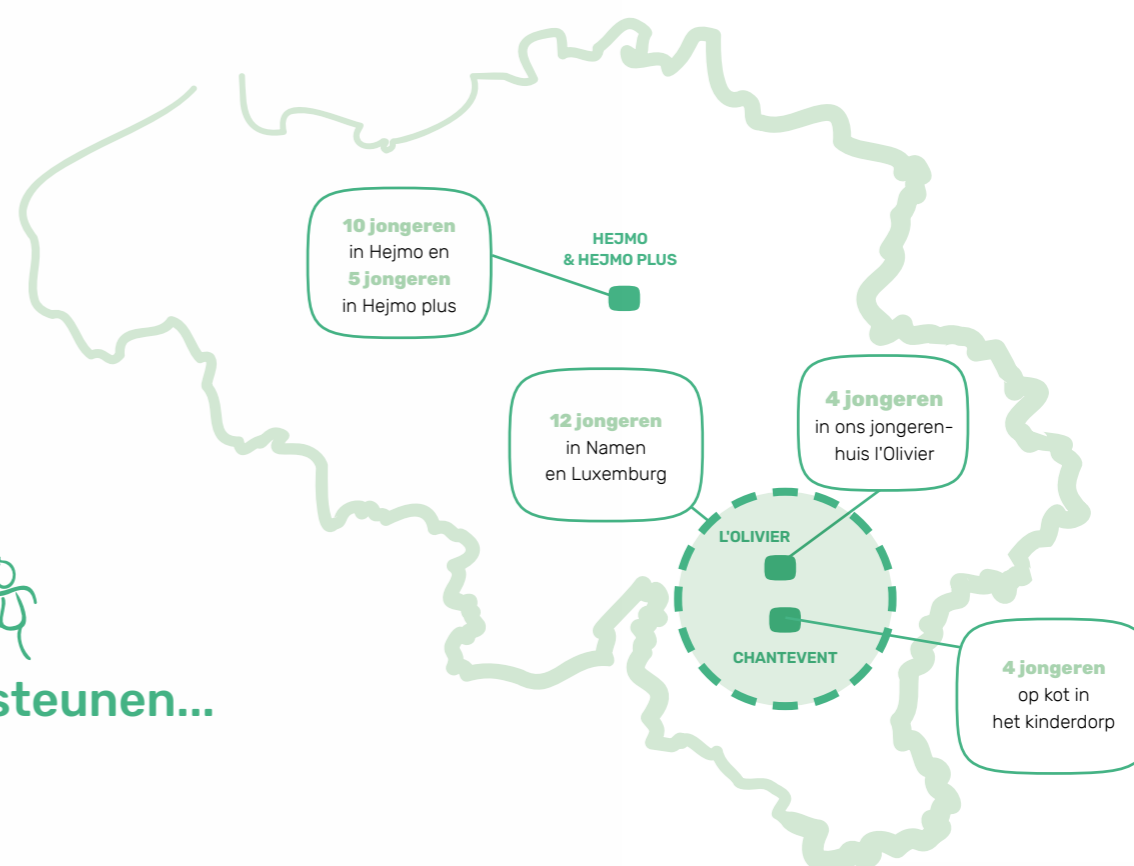 10 jongeren
in Hejmo en
5 jongeren
in Hejmo plus
HEJMO
& HEJMO PLUS
12 jongeren
in Namen
en Luxemburg
4 jongeren
in ons jongeren-
huis l'Olivier
L'OLIVIER
CHANTEVENT
4 jongeren
op kot in
het kinderdorp
steunen...